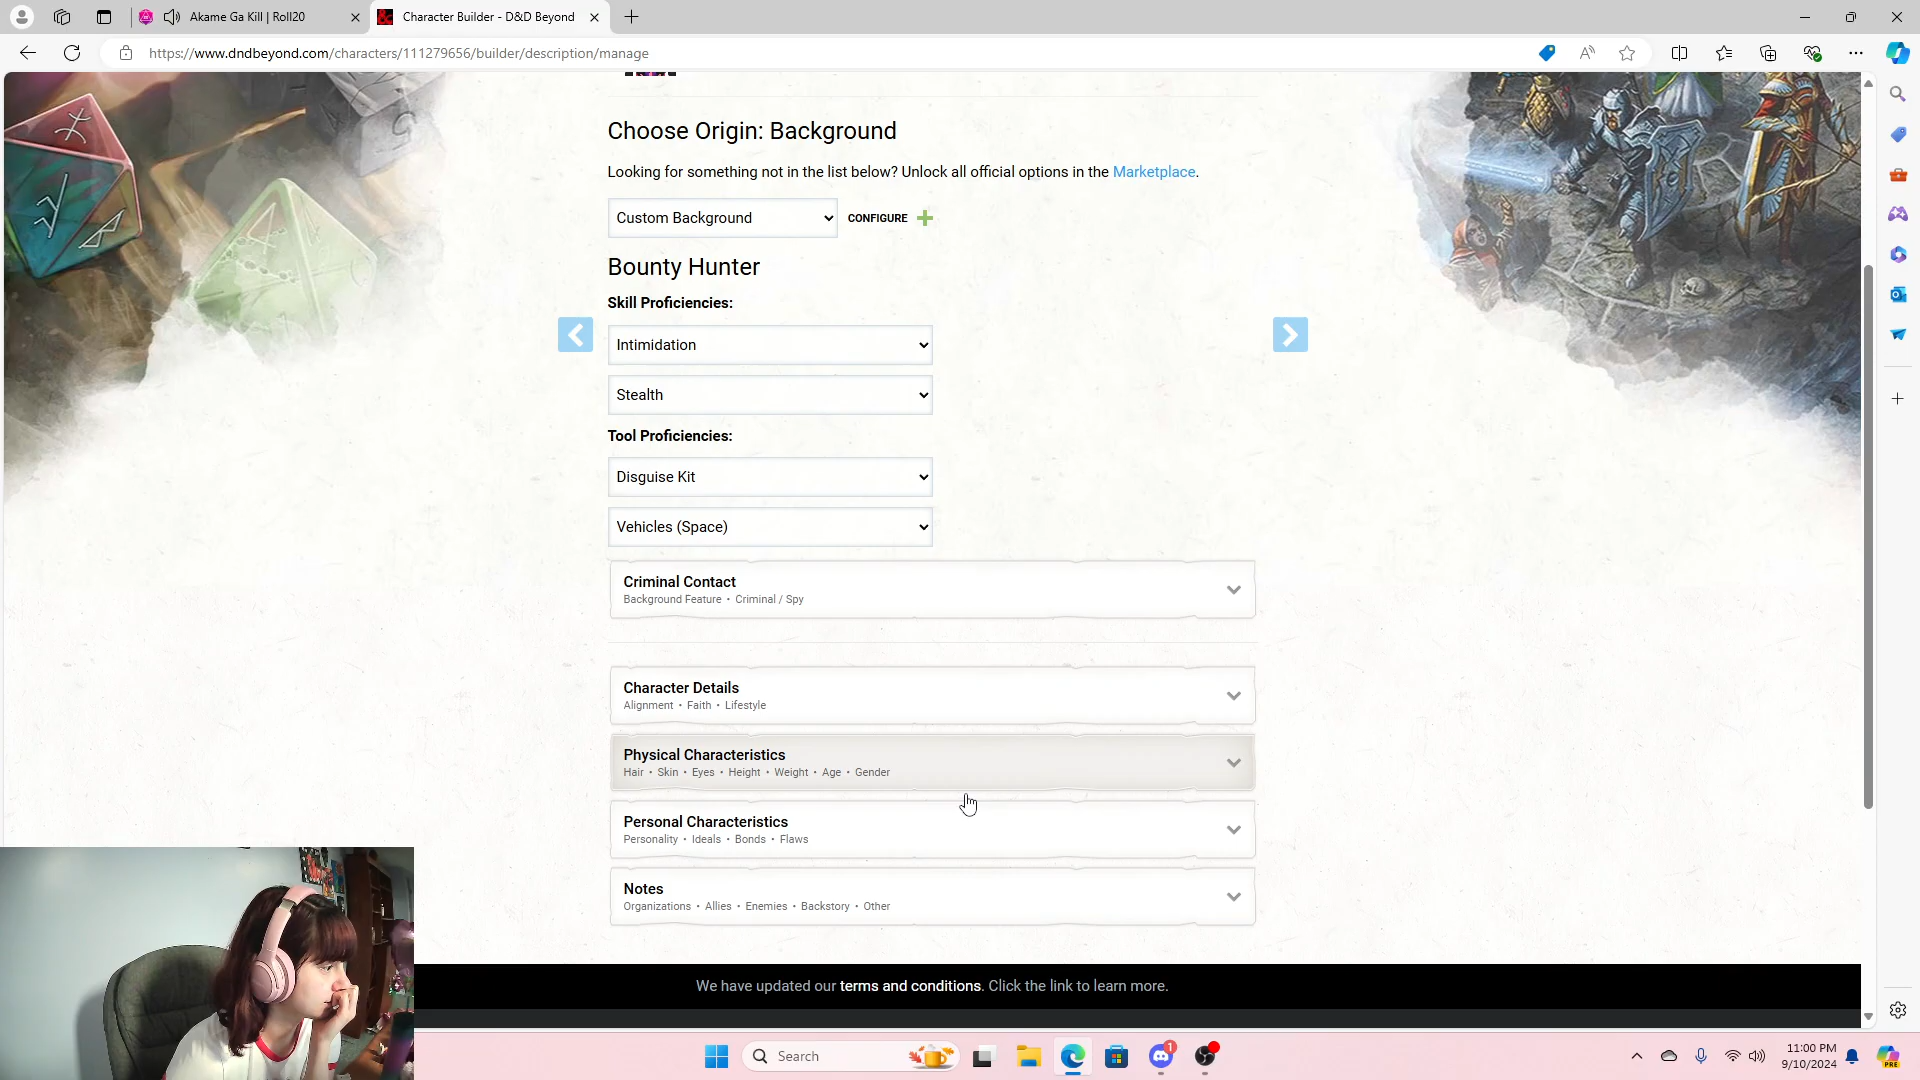 Akame Ga Kill | Roll20
Character Builder - D&D Beyond
https://www.dndbeyond.com/characters/111279656/builder/description/manage
Choose Origin: Background
Looking for something not in the list below? Unlock all official options in the Marketplace.
Custom Background
CONFIGURE
Bounty Hunter
Skill Proficiencies:
Intimidation
Stealth
Tool Proficiencies:
Disguise Kit
Vehicles (Space)
Criminal Contact
Background Feature • Criminal / Spy
Character Details
Alignment • Faith • Lifestyle
Physical Characteristics
Hair • Skin • Eyes • Height • Weight • Age • Gender
Personal Characteristics
Personality • Ideals • Bonds • Flaws
Notes
Organizations • Allies • Enemies • Backstory • Other
We have updated our terms and conditions. Click the link to learn more.
Search
1
11:00 PM
9/10/2024
PRE